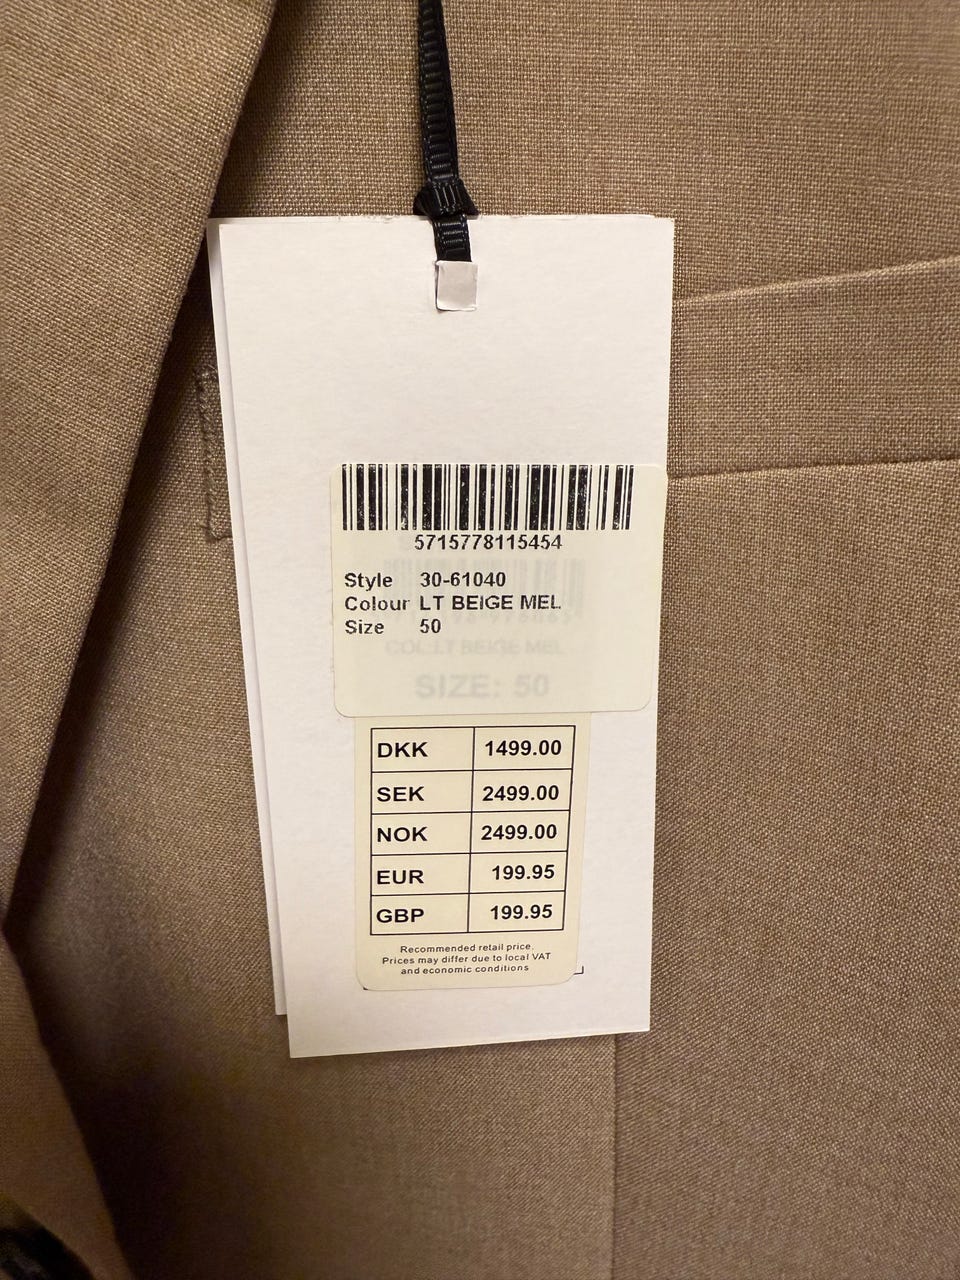 5715778115454
Style 30-61040
Colour LT BEIGE MEL
Size 50
COL: LT BEIGE MEL
SIZE: 50
DKK 1499.00
SEK 2499.00
NOK 2499.00
EUR 199.95
GBP 199.95
Recommended retail price.
Prices may differ due to local VAT
and economic conditions